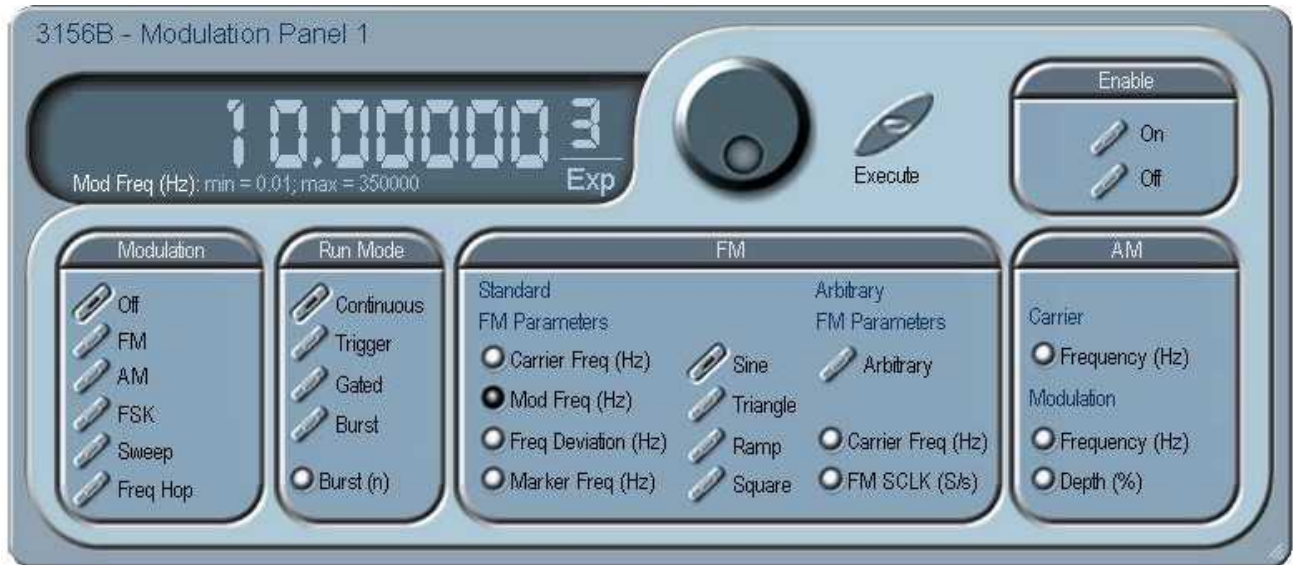 3156B - Modulation Panel 1
10.00000 3
Exp
Mod Freq (Hz): min = 0.01; max = 350000
Execute
Enable
On
Off
Modulation
Off
FM
AM
FSK
Sweep
Freq Hop
Run Mode
Continuous
Trigger
Gated
Burst
Burst (n)
FM
Standard
FM Parameters
Carrier Freq (Hz)
Mod Freq (Hz)
Freq Deviation (Hz)
Marker Freq (Hz)
Sine
Triangle
Ramp
Square
Arbitrary
FM Parameters
Arbitrary
Carrier Freq (Hz)
FM SCLK (S/s)
AM
Carrier
Frequency (Hz)
Modulation
Frequency (Hz)
Depth (%)